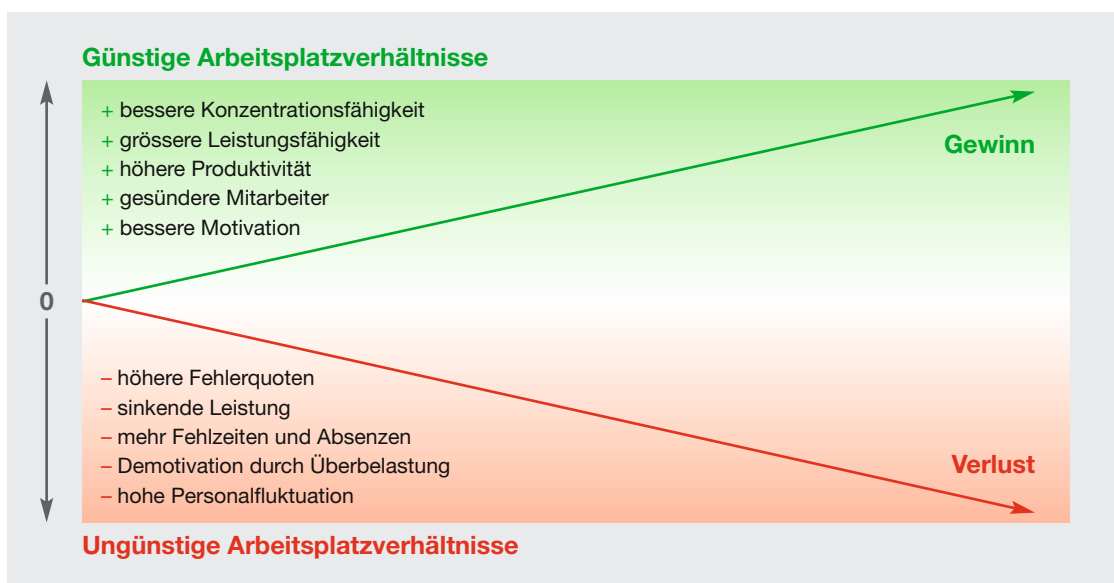 Günstige Arbeitsplatzverhältnisse
+ bessere Konzentrationsfähigkeit
+ grössere Leistungsfähigkeit
+ höhere Produktivität
+ gesündere Mitarbeiter
+ bessere Motivation
Gewinn
0
– höhere Fehlerquoten
– sinkende Leistung
– mehr Fehlzeiten und Absenzen
– Demotivation durch Überbelastung
– hohe Personalfluktuation
Verlust
Ungünstige Arbeitsplatzverhältnisse